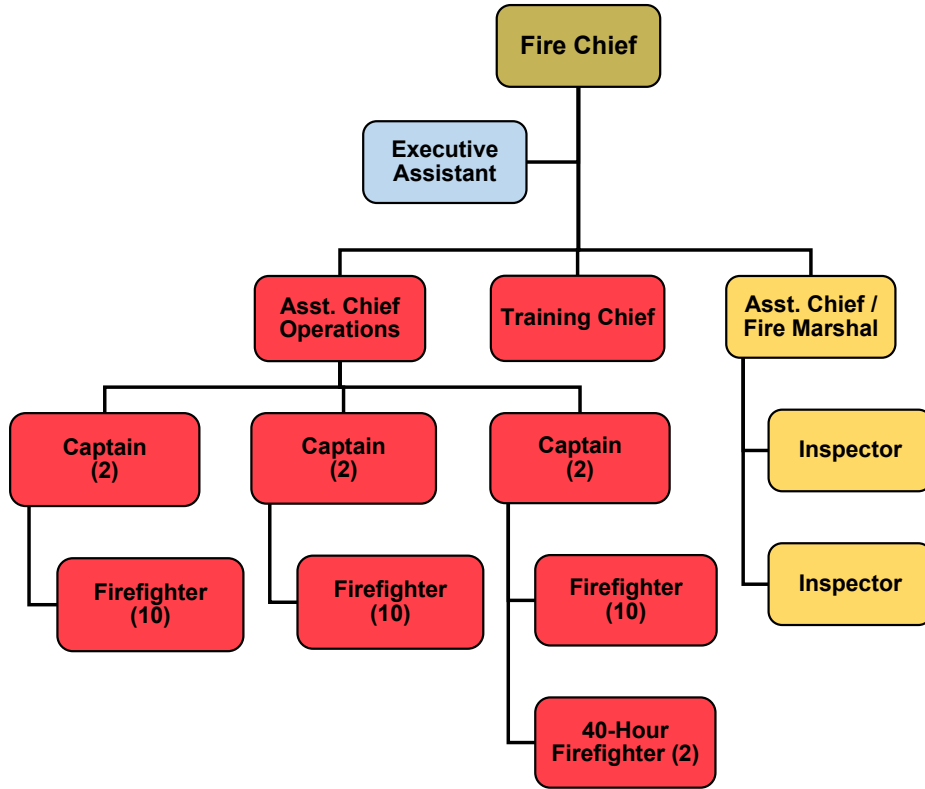 Fire Chief
Executive
Assistant
Asst. Chief
Operations
Training Chief
Asst. Chief /
Fire Marshal
Captain
(2)
Captain
(2)
Captain
(2)
Inspector
Firefighter
(10)
Firefighter
(10)
Firefighter
(10)
Inspector
40-Hour
Firefighter (2)